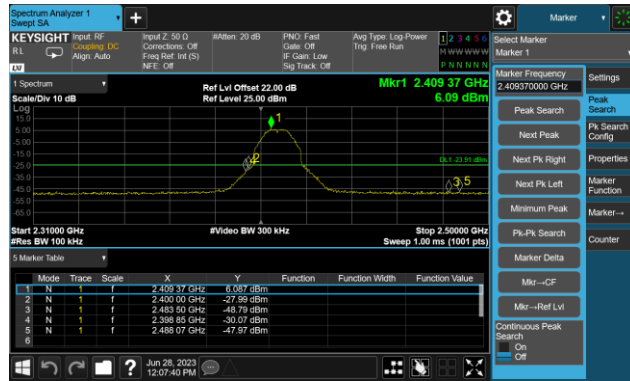 Spectrum Analyzer 1
Swept SA
+
Marker
KEYSIGHT Input: RF Input Z: 50 Ω #Atten: 20 dB PNO: Fast Avg Type: Log-Power 1 2 3 4 5 6
RL Coupling: DC Corrections: Off Gate: Off Trig: Free Run M W W W W W
Align: Auto Freq Ref: Int (S) IF Gain: Low P N N N N N
NFE: Off Sig Track: Off
LXI
Select Marker
Marker 1
1 Spectrum
Ref Lvl Offset 22.00 dB
Mkr1 2.409 37 GHz
Scale/Div 10 dB Ref Level 25.00 dBm 6.09 dBm
Log
15.0
5.00
-5.00
-15.0
-25.0
-35.0
-45.0
-55.0
-65.0
1
2
3 5
DL1 -23.91 dBm
Start 2.31000 GHz #Video BW 300 kHz Stop 2.50000 GHz
#Res BW 100 kHz Sweep 1.00 ms (1001 pts)
5 Marker Table
Mode Trace Scale X Y Function Function Width Function Value
1 N 1 f 2.409 37 GHz 6.087 dBm
2 N 1 f 2.400 00 GHz -27.99 dBm
3 N 1 f 2.483 50 GHz -48.79 dBm
4 N 1 f 2.398 85 GHz -30.07 dBm
5 N 1 f 2.488 07 GHz -47.97 dBm
6
Marker Frequency
2.409370000 GHz
Peak Search
Next Peak
Next Pk Right
Next Pk Left
Minimum Peak
Pk-Pk Search
Marker Delta
Mkr→CF
Mkr→Ref Lvl
Continuous Peak
Search
On
Off
Settings
Peak
Search
Pk Search
Config
Properties
Marker
Function
Marker→
Counter
?
Jun 28, 2023
12:07:40 PM